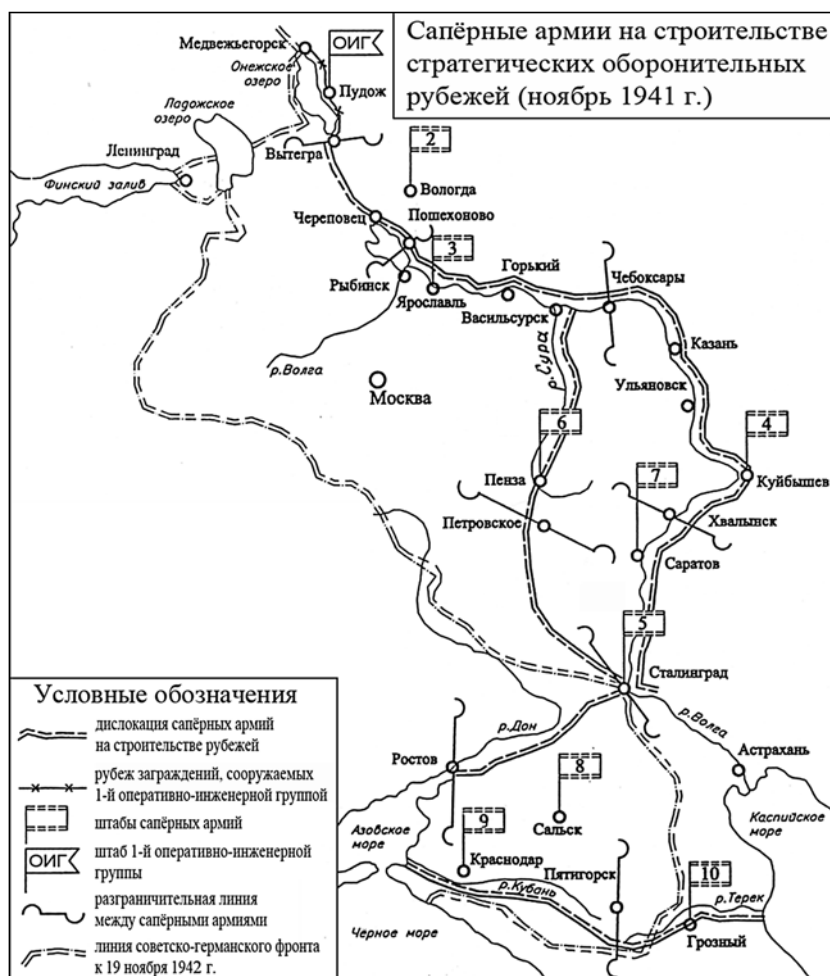 Сапёрные армии на строительстве
стратегических оборонительных
рубежей (ноябрь 1941 г.)
Медвежьегорск
ОИГ
Онежское
озеро
Пудож
Ладожское
озеро
Ленинград
Вытегра
2
Финский залив
Вологда
Череповец
Пошехоново
3
Рыбинск
Ярославль
Горький
Чебоксары
Васильсурск
р.Волга
р.Сура
Казань
Москва
Ульяновск
6
4
Пенза
7
Куйбышев
Петровское
Хвалынск
Саратов
5
Сталинград
р.Дон
р.Волга
Ростов
Астрахань
8
Азовское
море
9
Сальск
Каспийское
море
Краснодар
Пятигорск
10
р.Кубань
р.Терек
Черное море
Грозный
Условные обозначения
дислокация сапёрных армий
на строительстве рубежей
рубеж заграждений, сооружаемых
1-й оперативно-инженерной группой
штабы сапёрных армий
ОИГ
штаб 1-й оперативно-инженерной
группы
разграничительная линия
между сапёрными армиями
линия советско-германского фронта
к 19 ноября 1942 г.